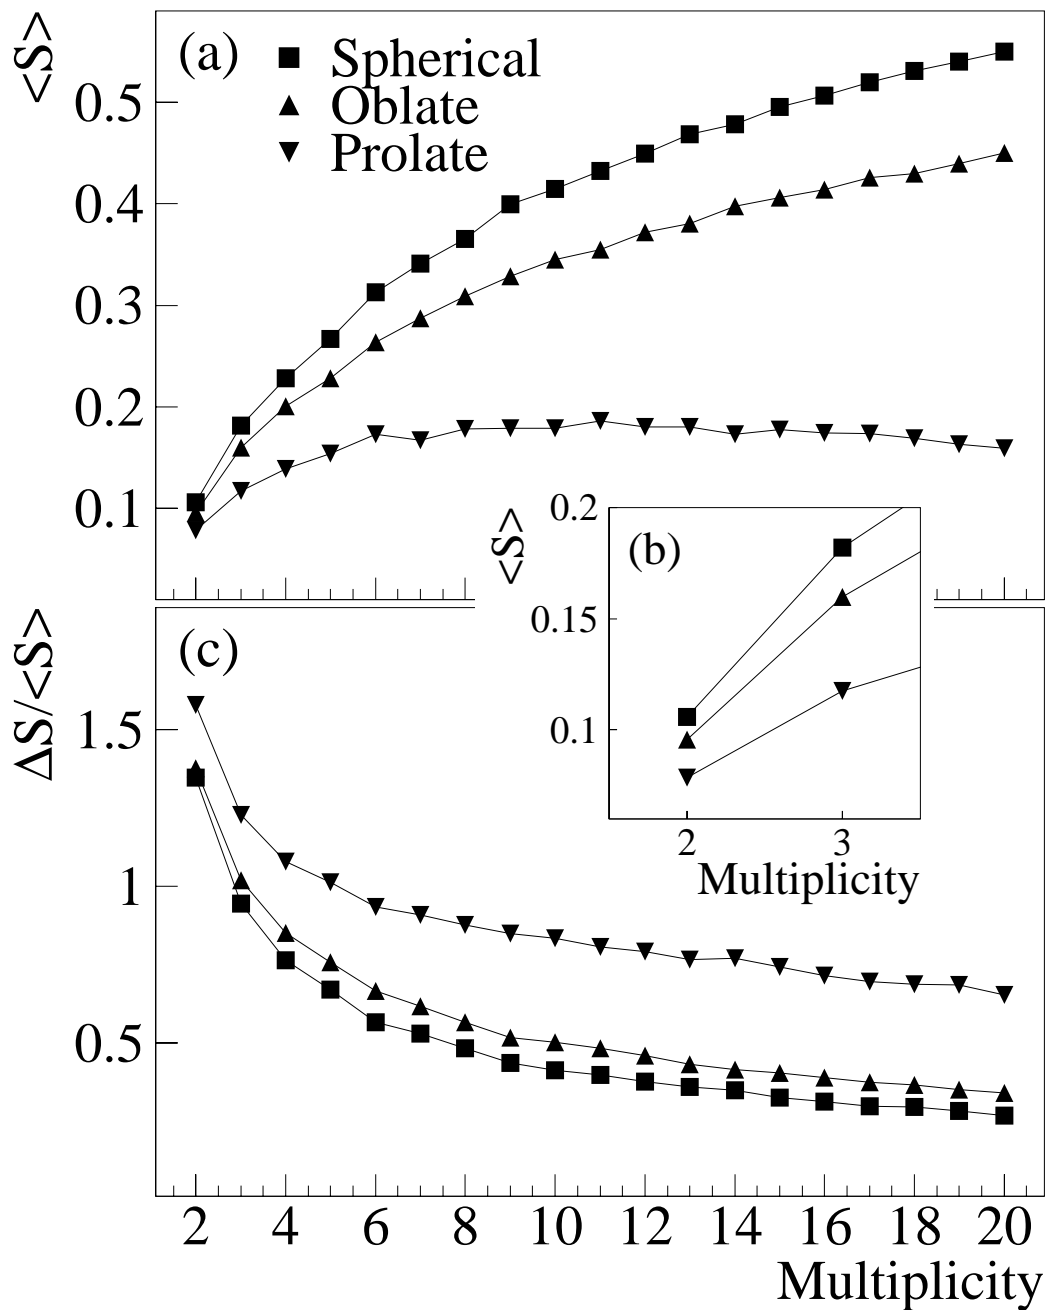 <S>
(a)
Spherical
Oblate
Prolate
0.5
0.4
0.3
0.2
0.1
<S>
(b)
0.2
0.15
0.1
2 3
Multiplicity
ΔS/<S>
(c)
1.5
1
0.5
2 4 6 8 10 12 14 16 18 20
Multiplicity